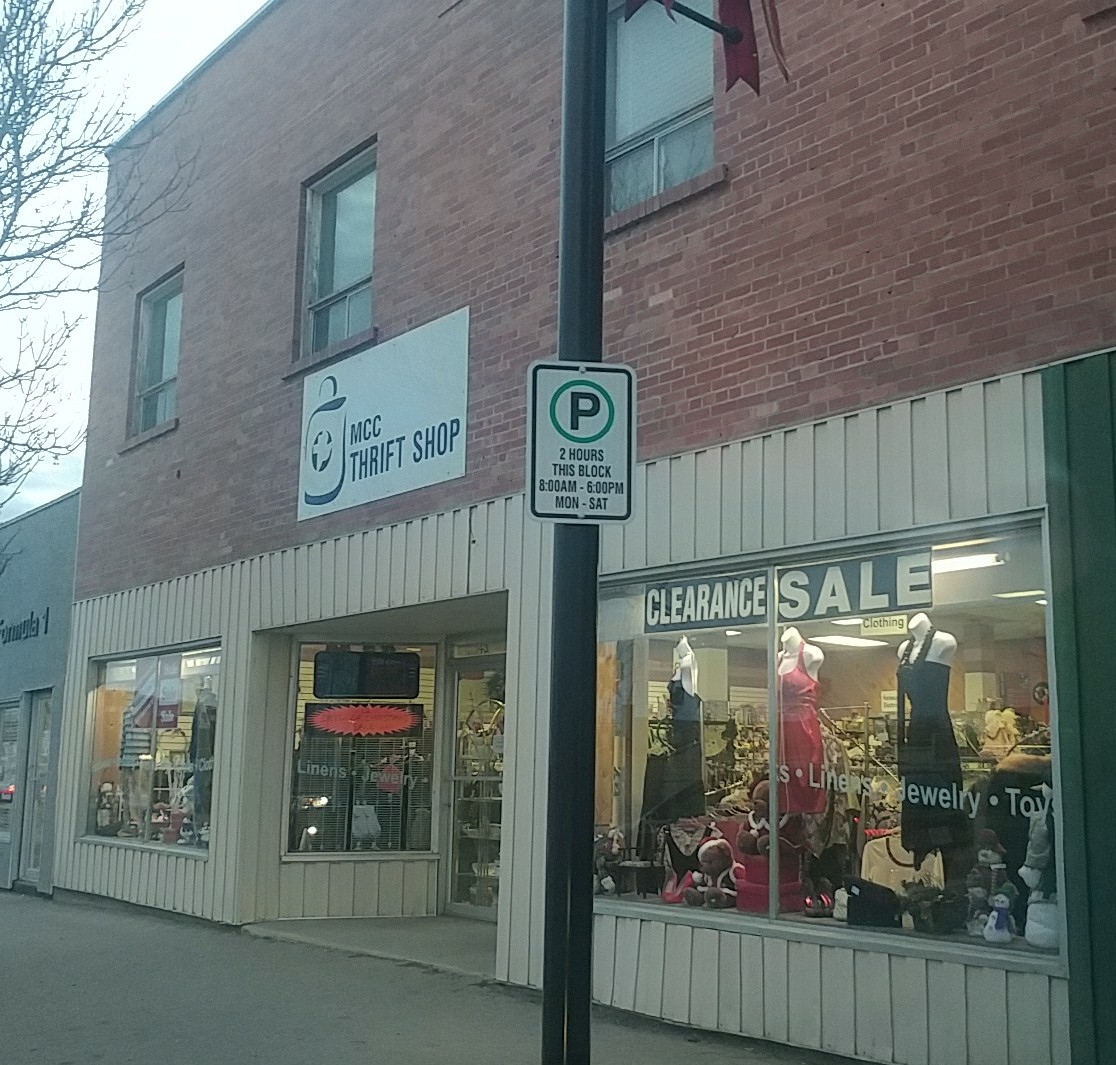 MCC
THRIFT SHOP
P
2 HOURS
THIS BLOCK
8:00AM - 6:00PM
MON - SAT
Formula 1
CLEARANCE SALE
Clothing
Linens • Jewelry
s • Linens • Jewelry • Toys